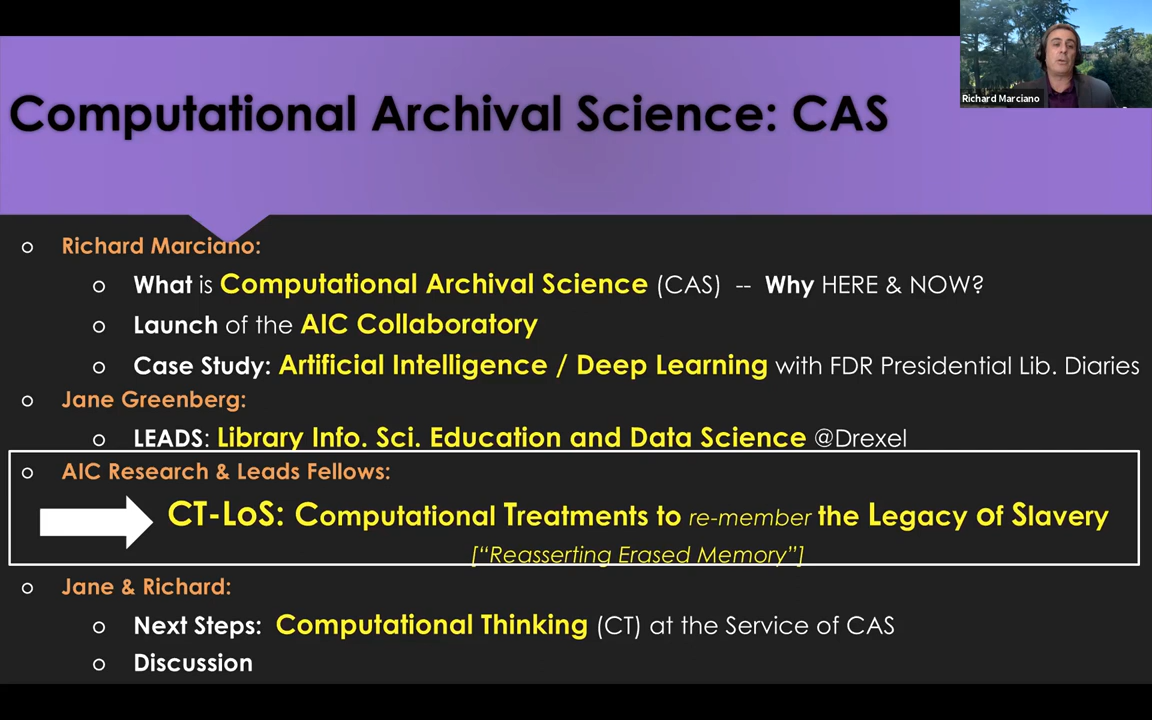 Computational Archival Science: CAS
Richard Marciano
Richard Marciano:
What is Computational Archival Science (CAS) -- Why HERE & NOW?
Launch of the AIC Collaboratory
Case Study: Artificial Intelligence / Deep Learning with FDR Presidential Lib. Diaries
Jane Greenberg:
LEADS: Library Info. Sci. Education and Data Science @Drexel
AIC Research & Leads Fellows:
CT-LoS: Computational Treatments to re-member the Legacy of Slavery
["Reasserting Erased Memory"]
Jane & Richard:
Next Steps: Computational Thinking (CT) at the Service of CAS
Discussion